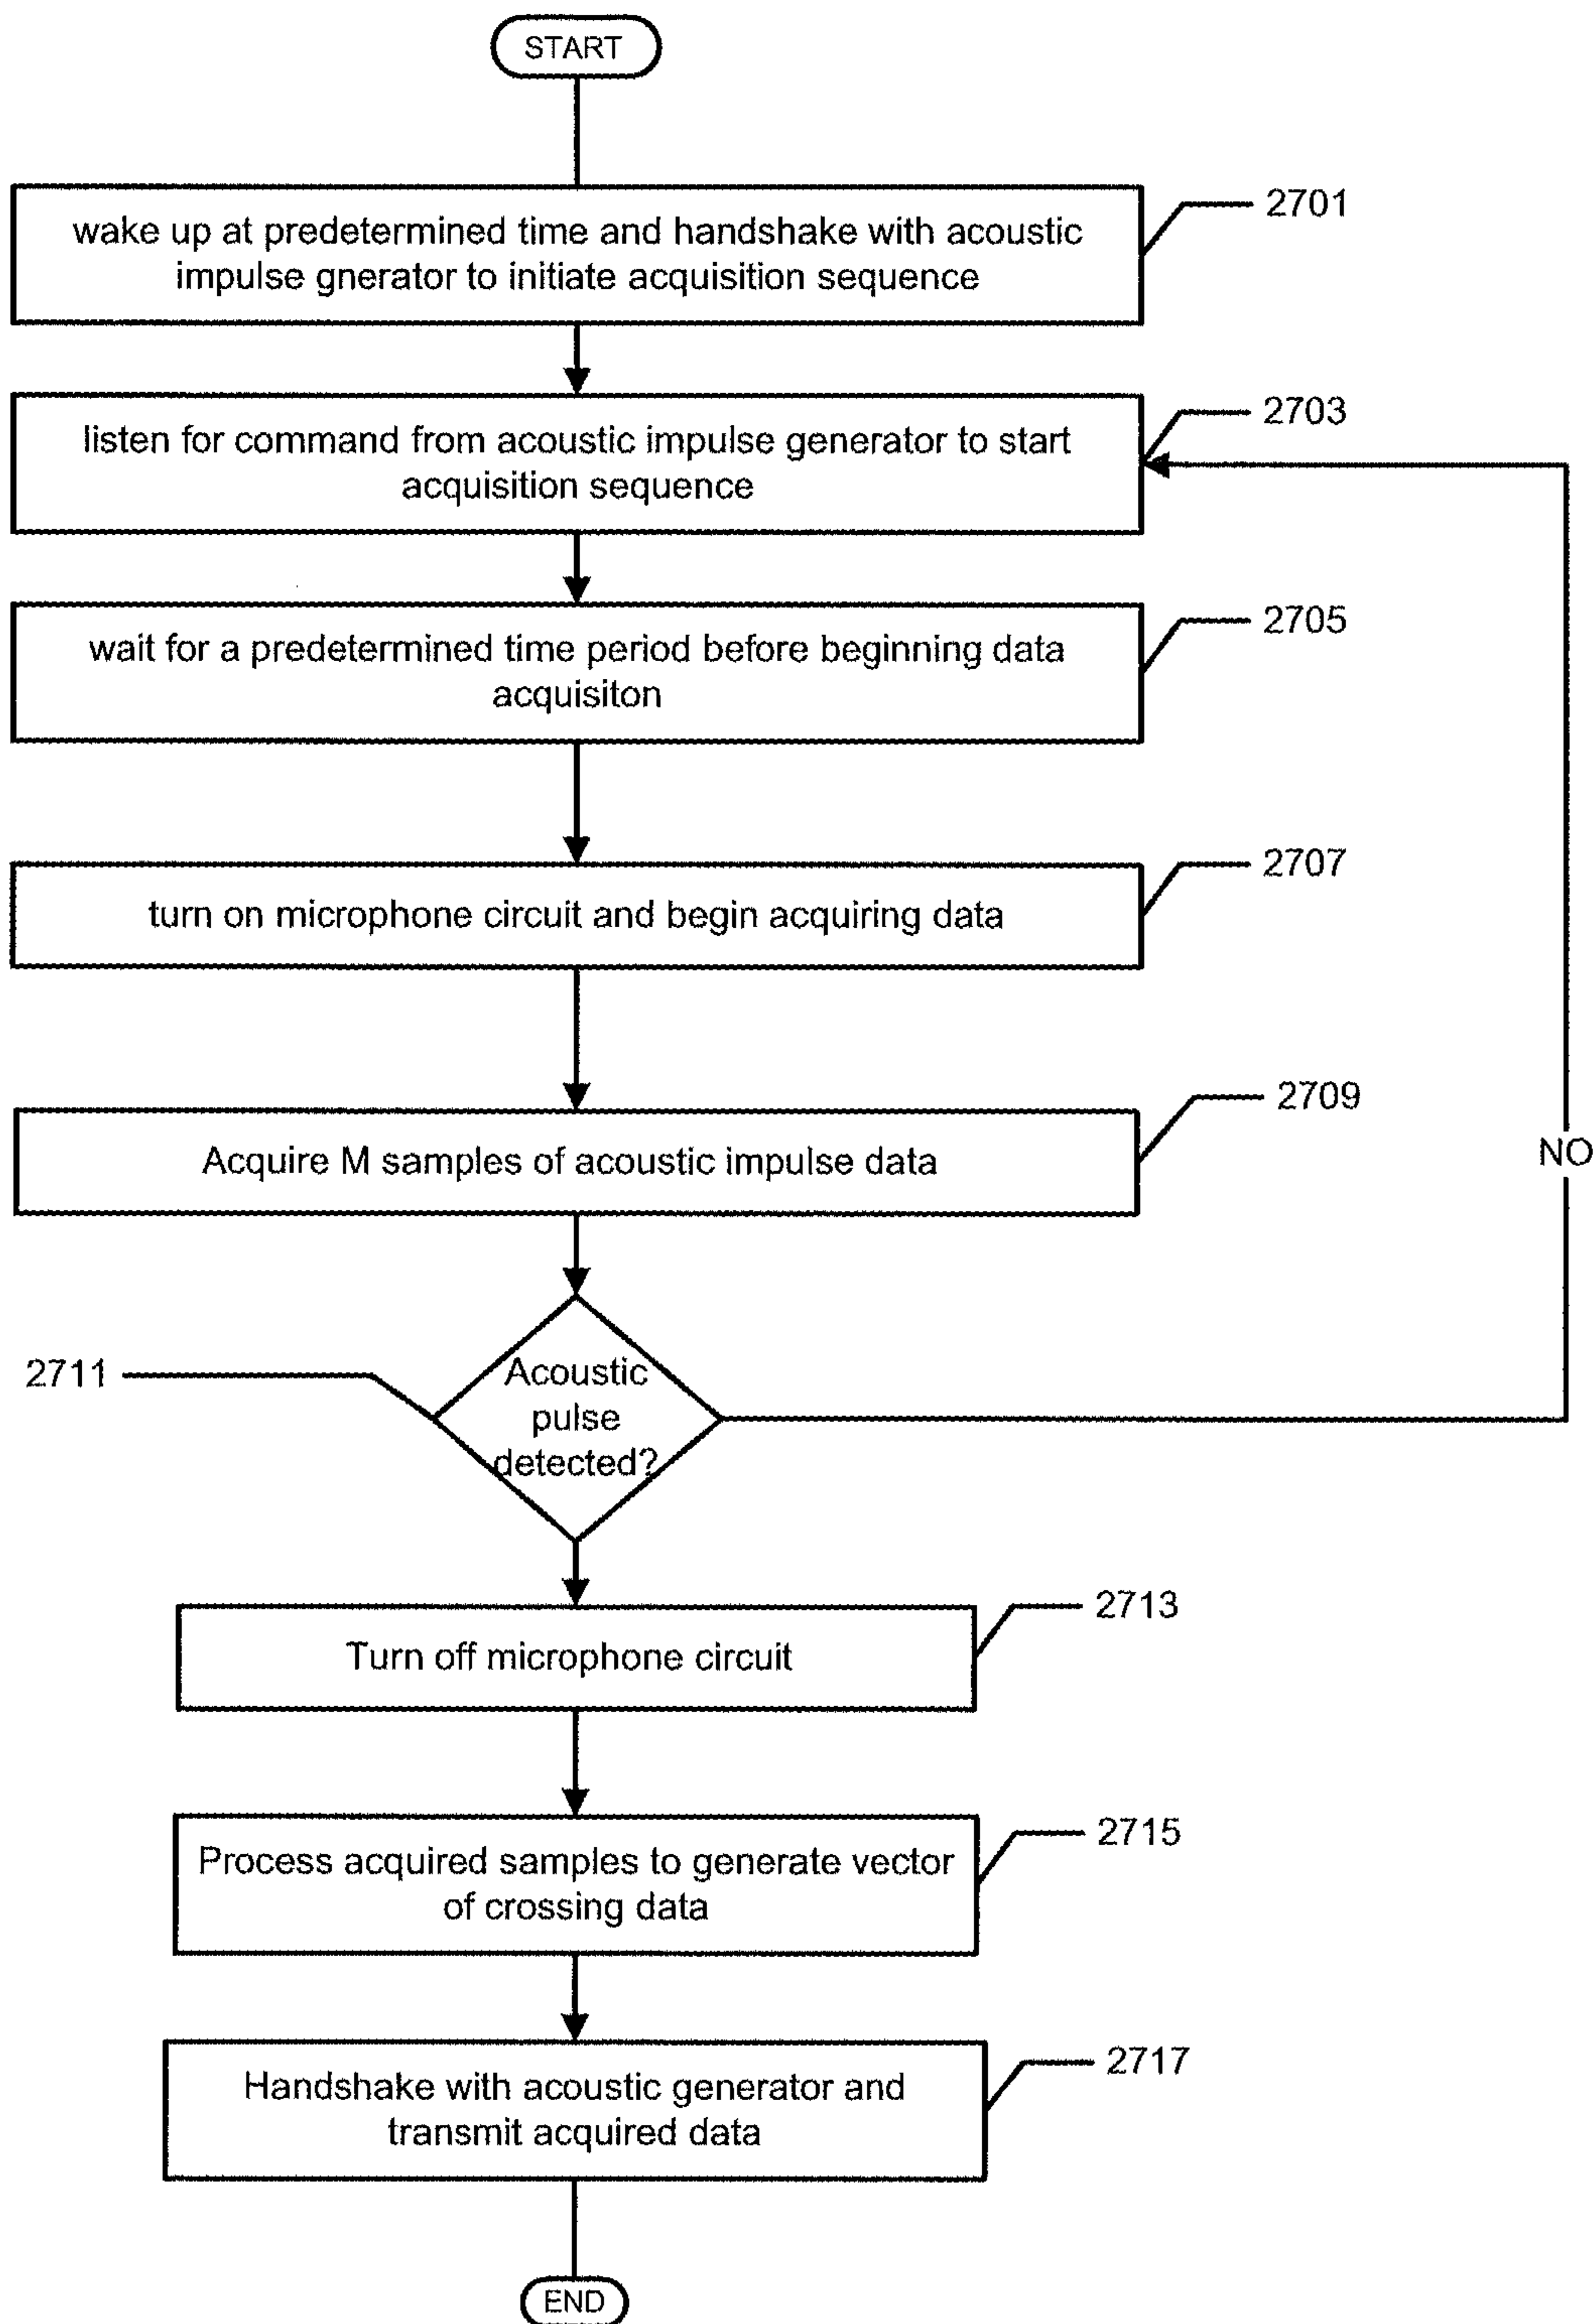 START
wake up at predetermined time and handshake with acoustic
impulse gnerator to initiate acquisition sequence
2701
listen for command from acoustic impulse generator to start
acquisition sequence
2703
wait for a predetermined time period before beginning data
acquisiton
2705
turn on microphone circuit and begin acquiring data
2707
Acquire M samples of acoustic impulse data
2709
NO
Acoustic
pulse
detected?
2711
Turn off microphone circuit
2713
Process acquired samples to generate vector
of crossing data
2715
Handshake with acoustic generator and
transmit acquired data
2717
END